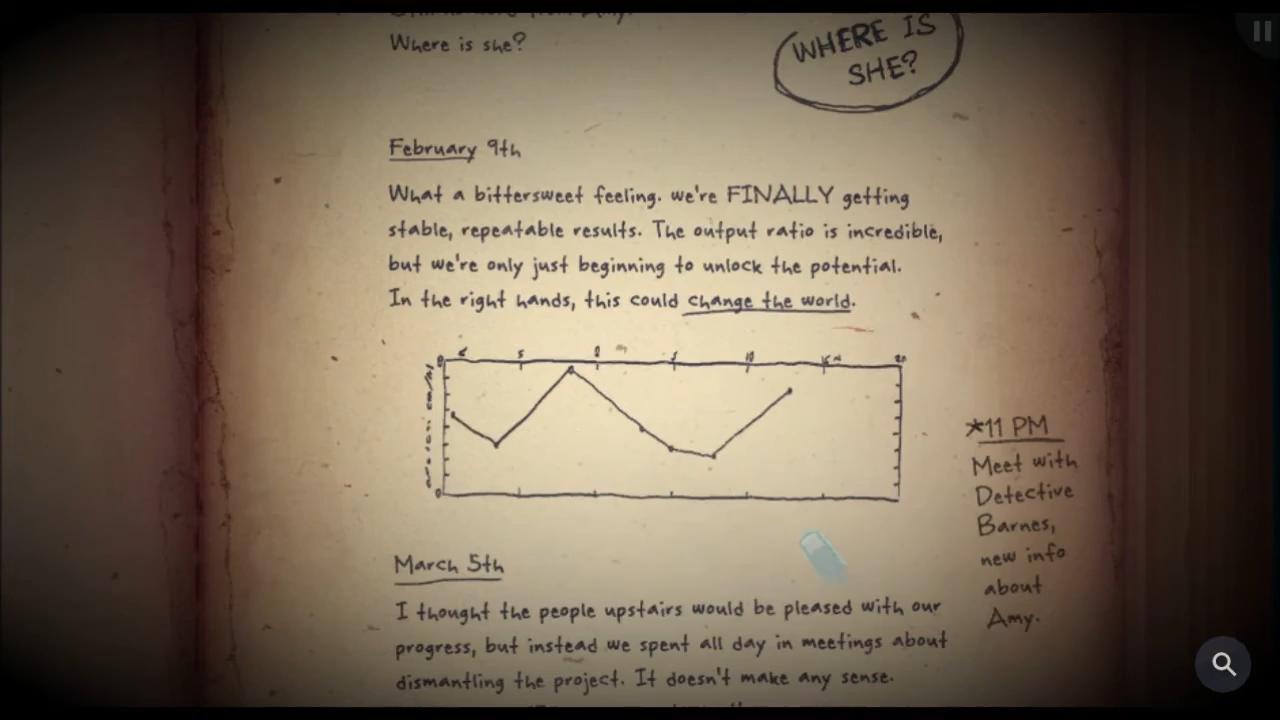 Where is she?
WHERE IS
SHE?
February 9th
What a bittersweet feeling. we're FINALLY getting
stable, repeatable results. The output ratio is incredible,
but we're only just beginning to unlock the potential.
In the right hands, this could change the world.
*11 PM
Meet with
Detective
Barnes,
new info
about
Amy.
March 5th
I thought the people upstairs would be pleased with our
progress, but instead we spent all day in meetings about
dismantling the project. It doesn't make any sense.